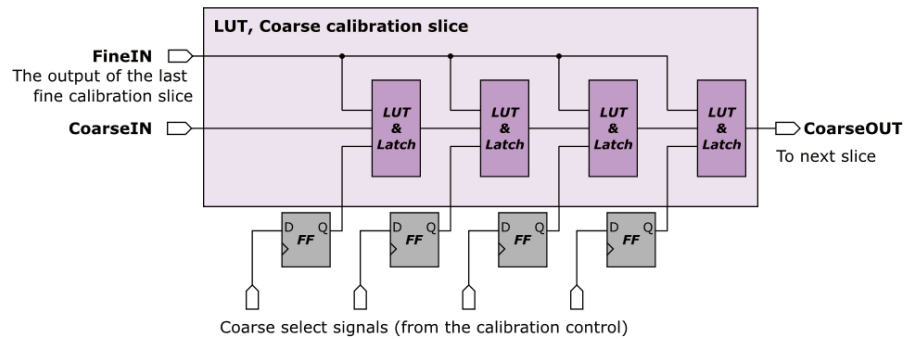 LUT, Coarse calibration slice
FineIN
The output of the last
fine calibration slice
CoarseIN
LUT
&
Latch
LUT
&
Latch
LUT
&
Latch
LUT
&
Latch
CoarseOUT
To next slice
D Q
FF
D Q
FF
D Q
FF
D Q
FF
Coarse select signals (from the calibration control)